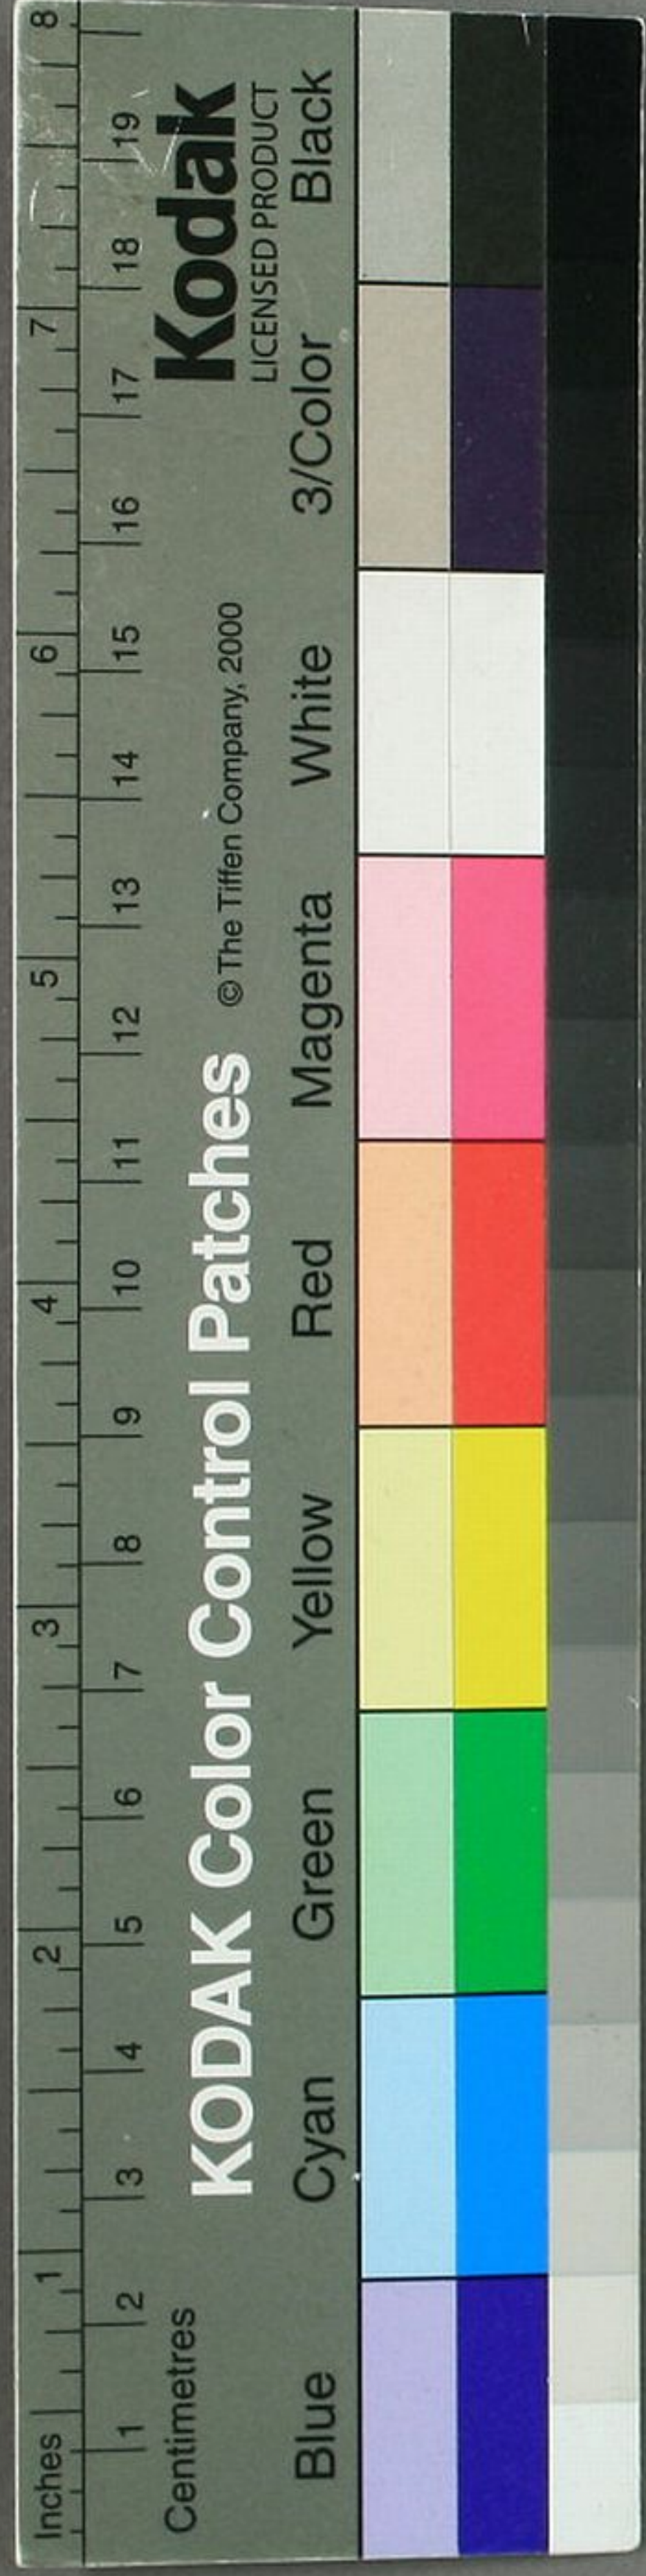 Inches 1 2 3 4 5 6 7 8
Centimetres 1 2 3 4 5 6 7 8 9 10 11 12 13 14 15 16 17 18 19
KODAK Color Control Patches © The Tiffen Company, 2000 Kodak
LICENSED PRODUCT
Blue Cyan Green Yellow Red Magenta White 3/Color Black